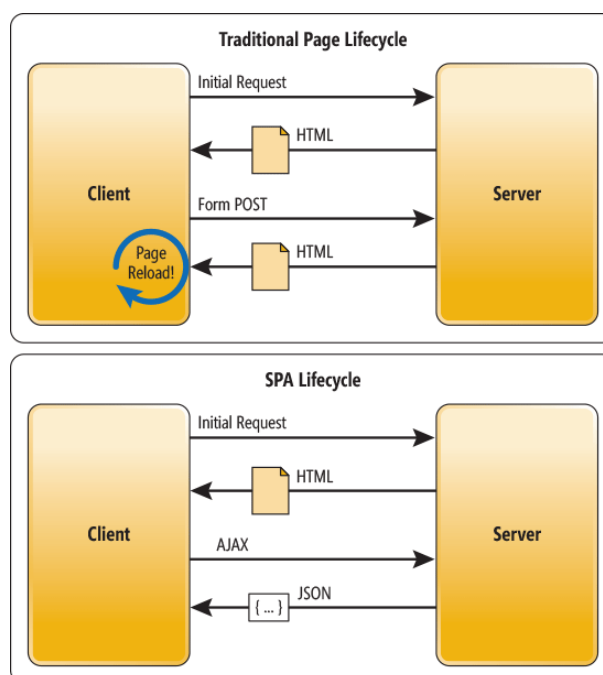 Traditional Page Lifecycle
Initial Request
HTML
Client
Server
Form POST
Page
Reload!
HTML
SPA Lifecycle
Initial Request
HTML
Client
Server
AJAX
JSON
{ ... }